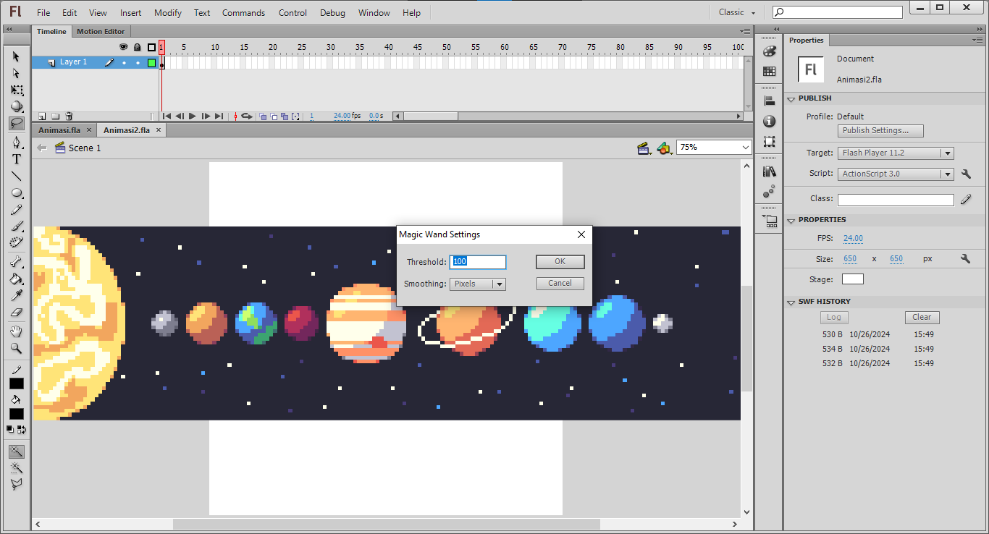 Fl File Edit View Insert Modify Text Commands Control Debug Window Help Classic
Timeline Motion Editor
1 5 10 15 20 25 30 35 40 45 50 55 60 65 70 75 80 85 90 95 100
Layer 1
1 24.00 fps 0.0 s
Animasi.fla × Animasi2.fla ×
Scene 1 75%
Magic Wand Settings
Threshold: 100 OK
Smoothing: Pixels Cancel
Properties
Fl Document
Animasi2.fla
PUBLISH
Profile: Default
Publish Settings...
Target: Flash Player 11.2
Script: ActionScript 3.0
Class:
PROPERTIES
FPS: 24.00
Size: 650 x 650 px
Stage:
SWF HISTORY
Log Clear
530 B 10/26/2024 15:49
534 B 10/26/2024 15:49
532 B 10/26/2024 15:49